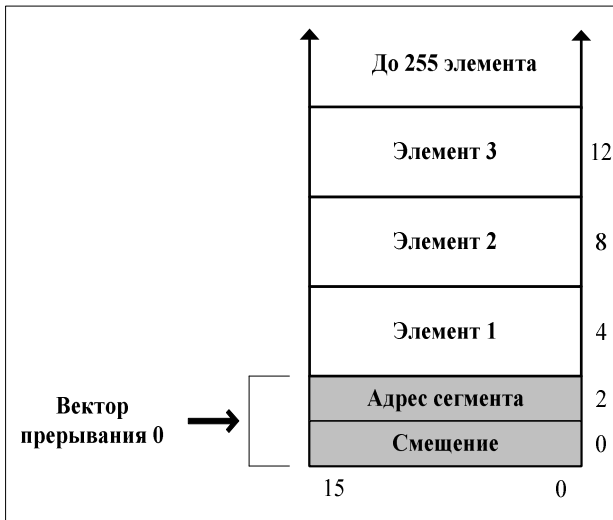 До 255 элемента
Элемент 3
12
Элемент 2
8
Элемент 1
4
Адрес сегмента
2
Вектор
прерывания 0
Смещение
0
15
0